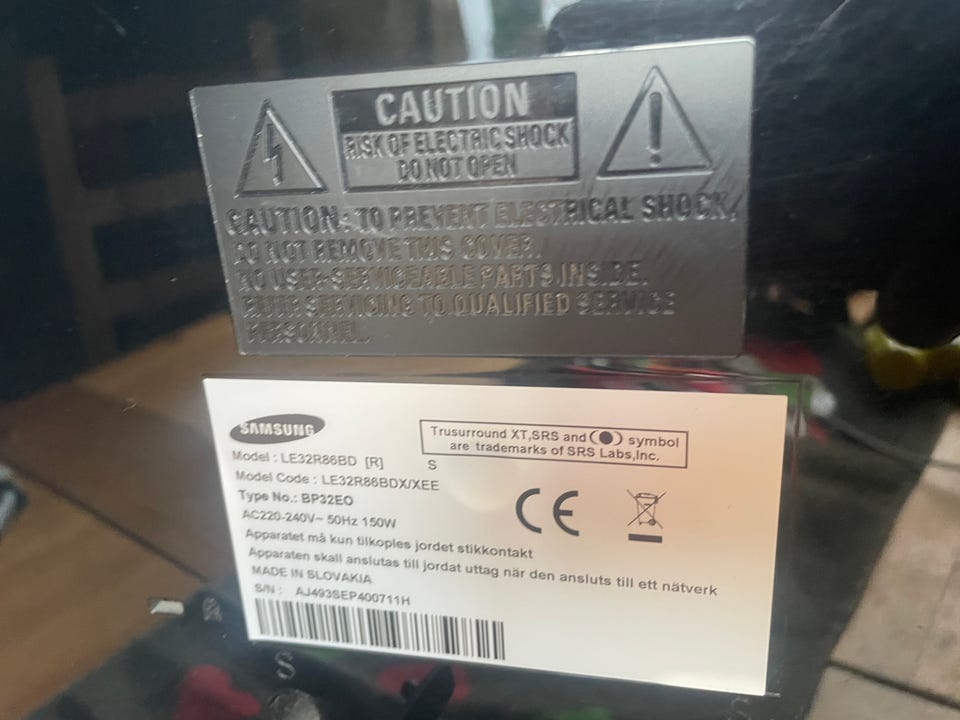 CAUTION
RISK OF ELECTRIC SHOCK
DO NOT OPEN
CAUTION: TO PREVENT ELECTRICAL SHOCK,
DO NOT REMOVE THIS COVER.
NO USER-SERVICEABLE PARTS INSIDE.
REFER SERVICING TO QUALIFIED SERVICE
PERSONNEL.
SAMSUNG
Trusurround XT,SRS and symbol
are trademarks of SRS Labs,Inc.
Model : LE32R86BD [R] S
Model Code : LE32R86BDX/XEE
Type No.: BP32EO
AC220-240V~ 50Hz 150W
Apparatet må kun tilkoples jordet stikkontakt
Apparaten skall anslutas till jordat uttag när den ansluts till ett nätverk
MADE IN SLOVAKIA
S/N : AJ493SEP400711H
CE
S
S